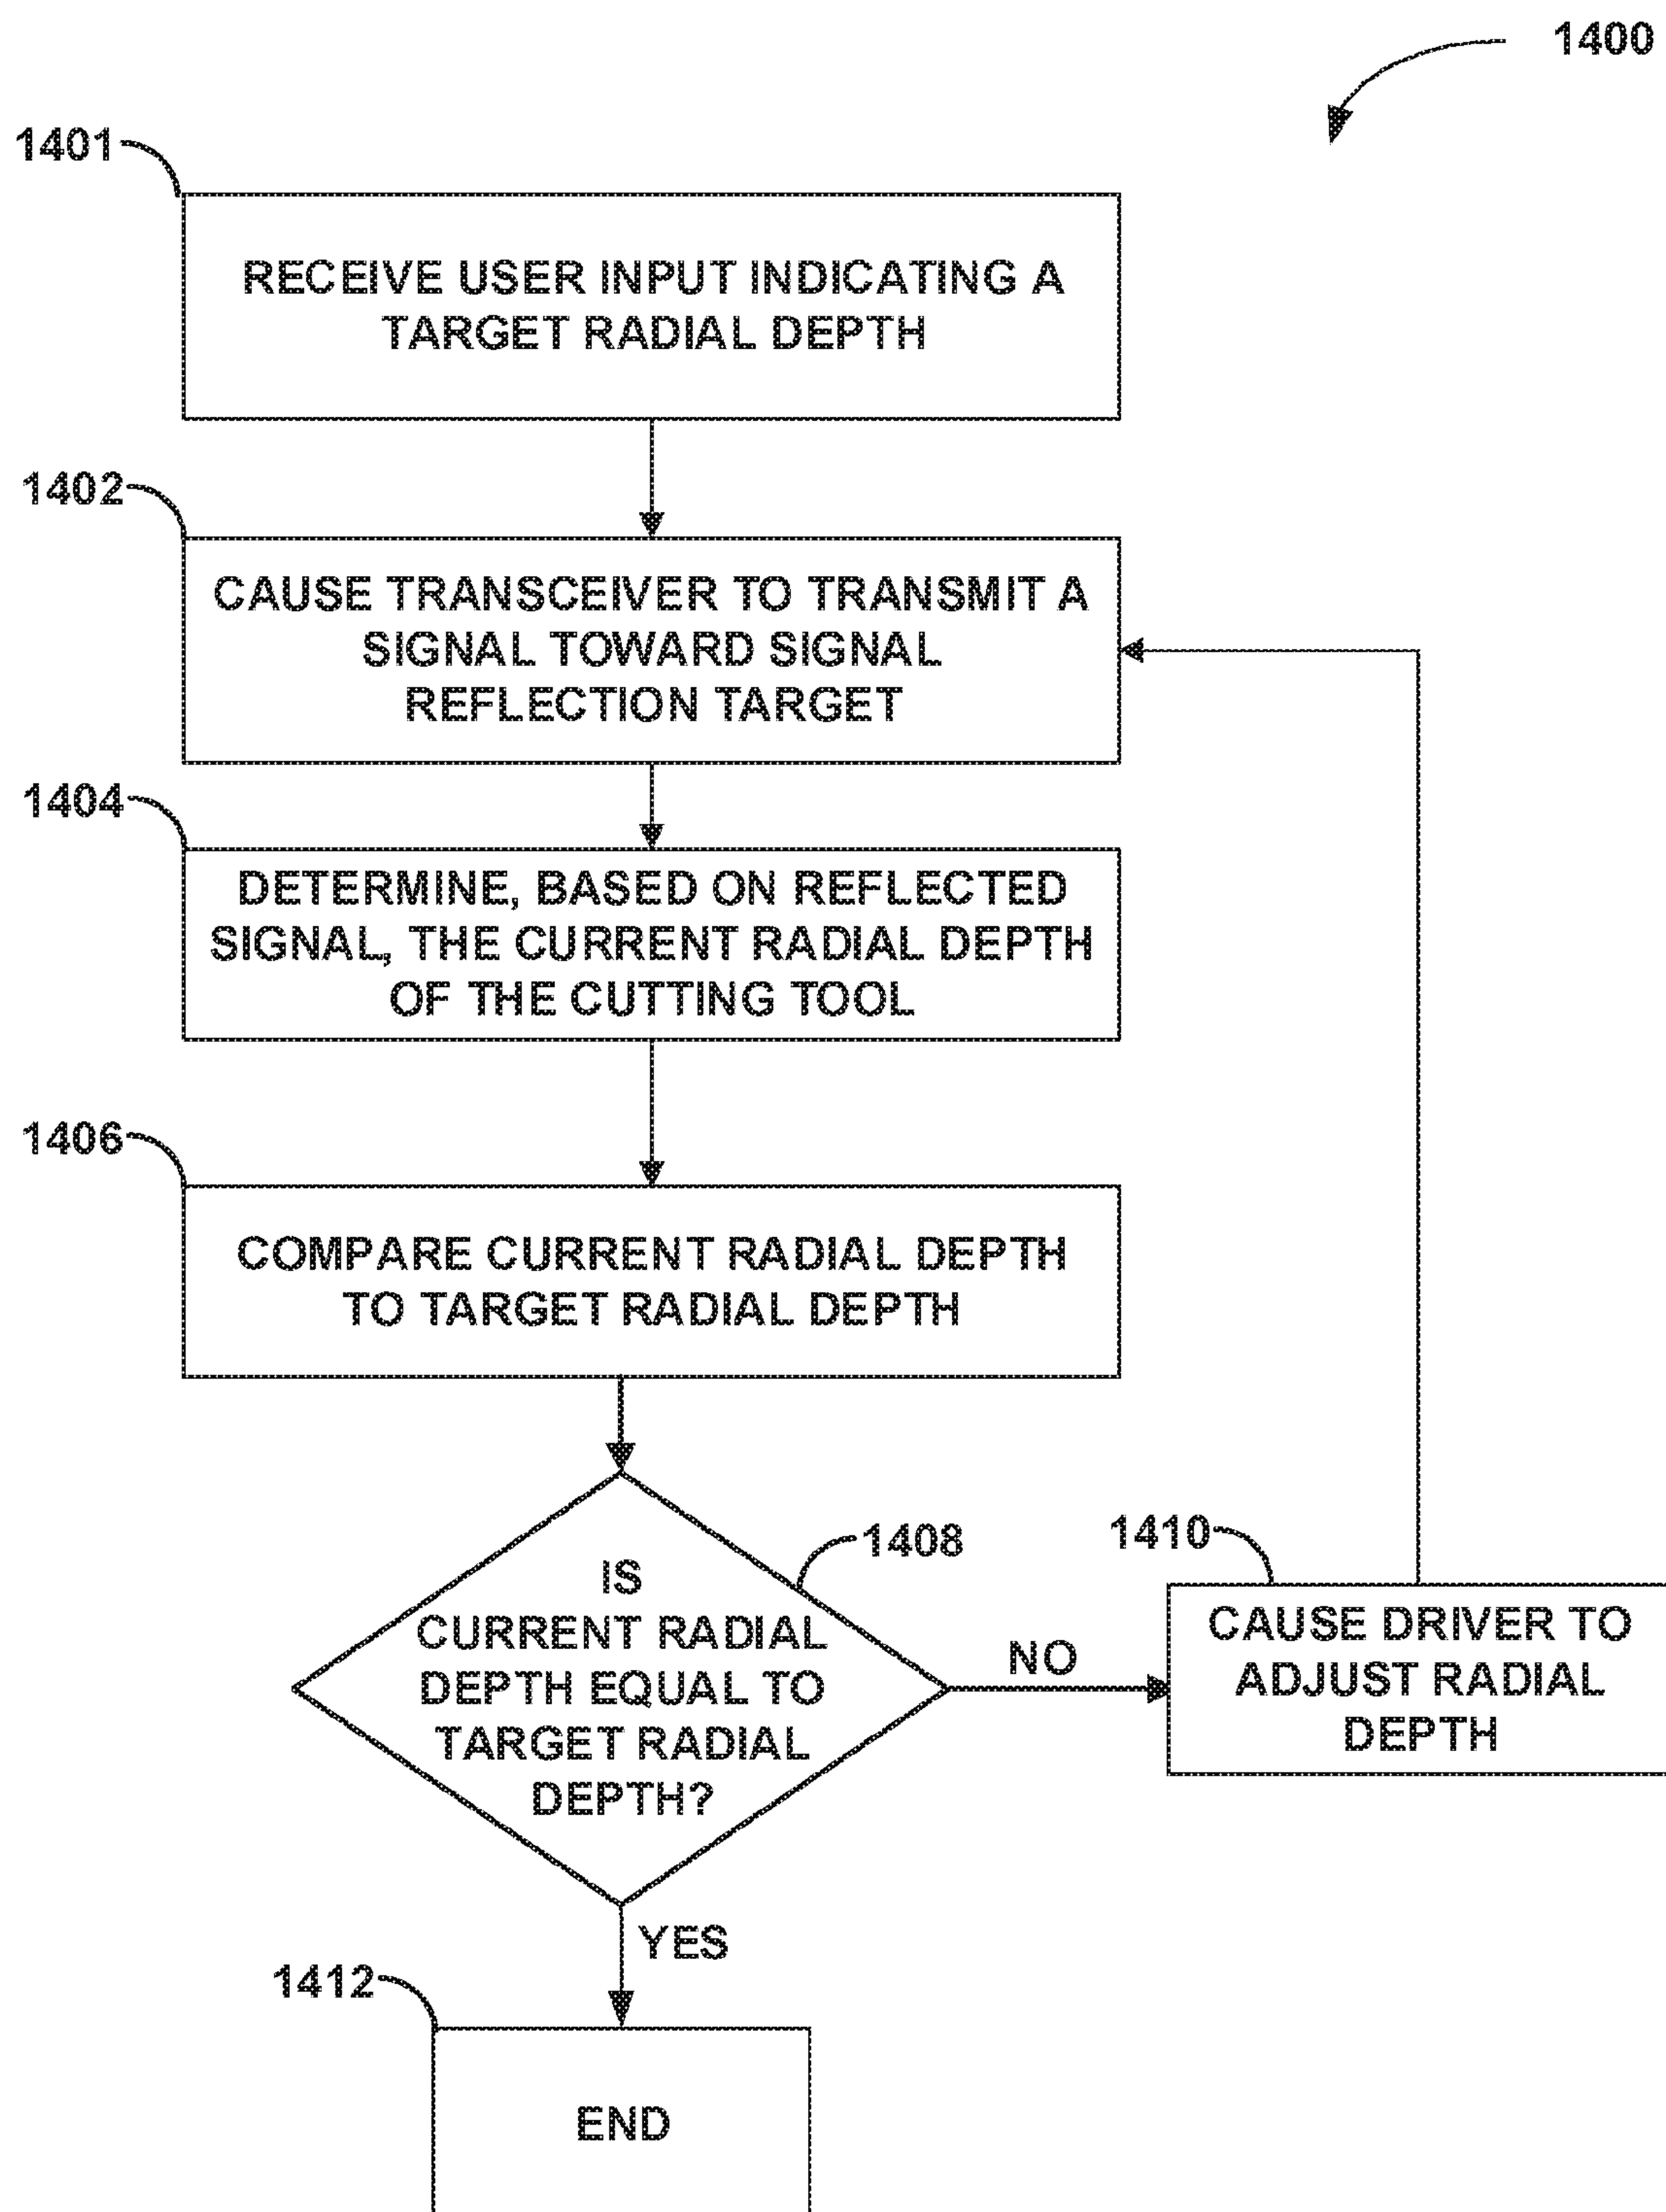 1400
1401
RECEIVE USER INPUT INDICATING A
TARGET RADIAL DEPTH
1402
CAUSE TRANSCEIVER TO TRANSMIT A
SIGNAL TOWARD SIGNAL
REFLECTION TARGET
1404
DETERMINE, BASED ON REFLECTED
SIGNAL, THE CURRENT RADIAL DEPTH
OF THE CUTTING TOOL
1406
COMPARE CURRENT RADIAL DEPTH
TO TARGET RADIAL DEPTH
1408
IS
CURRENT RADIAL
DEPTH EQUAL TO
TARGET RADIAL
DEPTH?
NO
1410
CAUSE DRIVER TO
ADJUST RADIAL
DEPTH
YES
1412
END